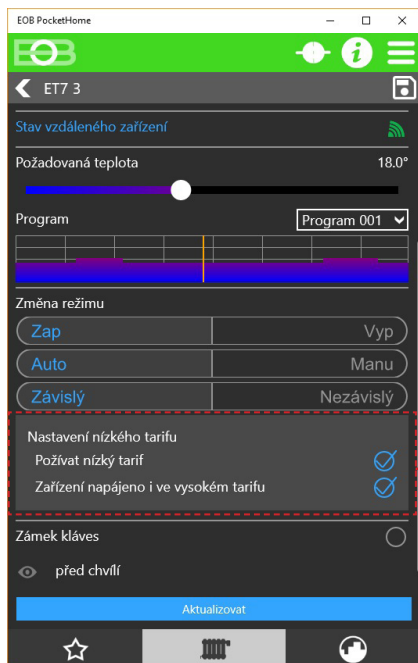 EOB PocketHome
EOB
ET7 3
Stav vzdáleného zařízení
Požadovaná teplota 18.0°
Program Program 001
Změna režimu
Zap Vyp
Auto Manu
Závislý Nezávislý
Nastavení nízkého tarifu
Požívat nízký tarif
Zařízení napájeno i ve vysokém tarifu
Zámek kláves
před chvílí
Aktualizovat